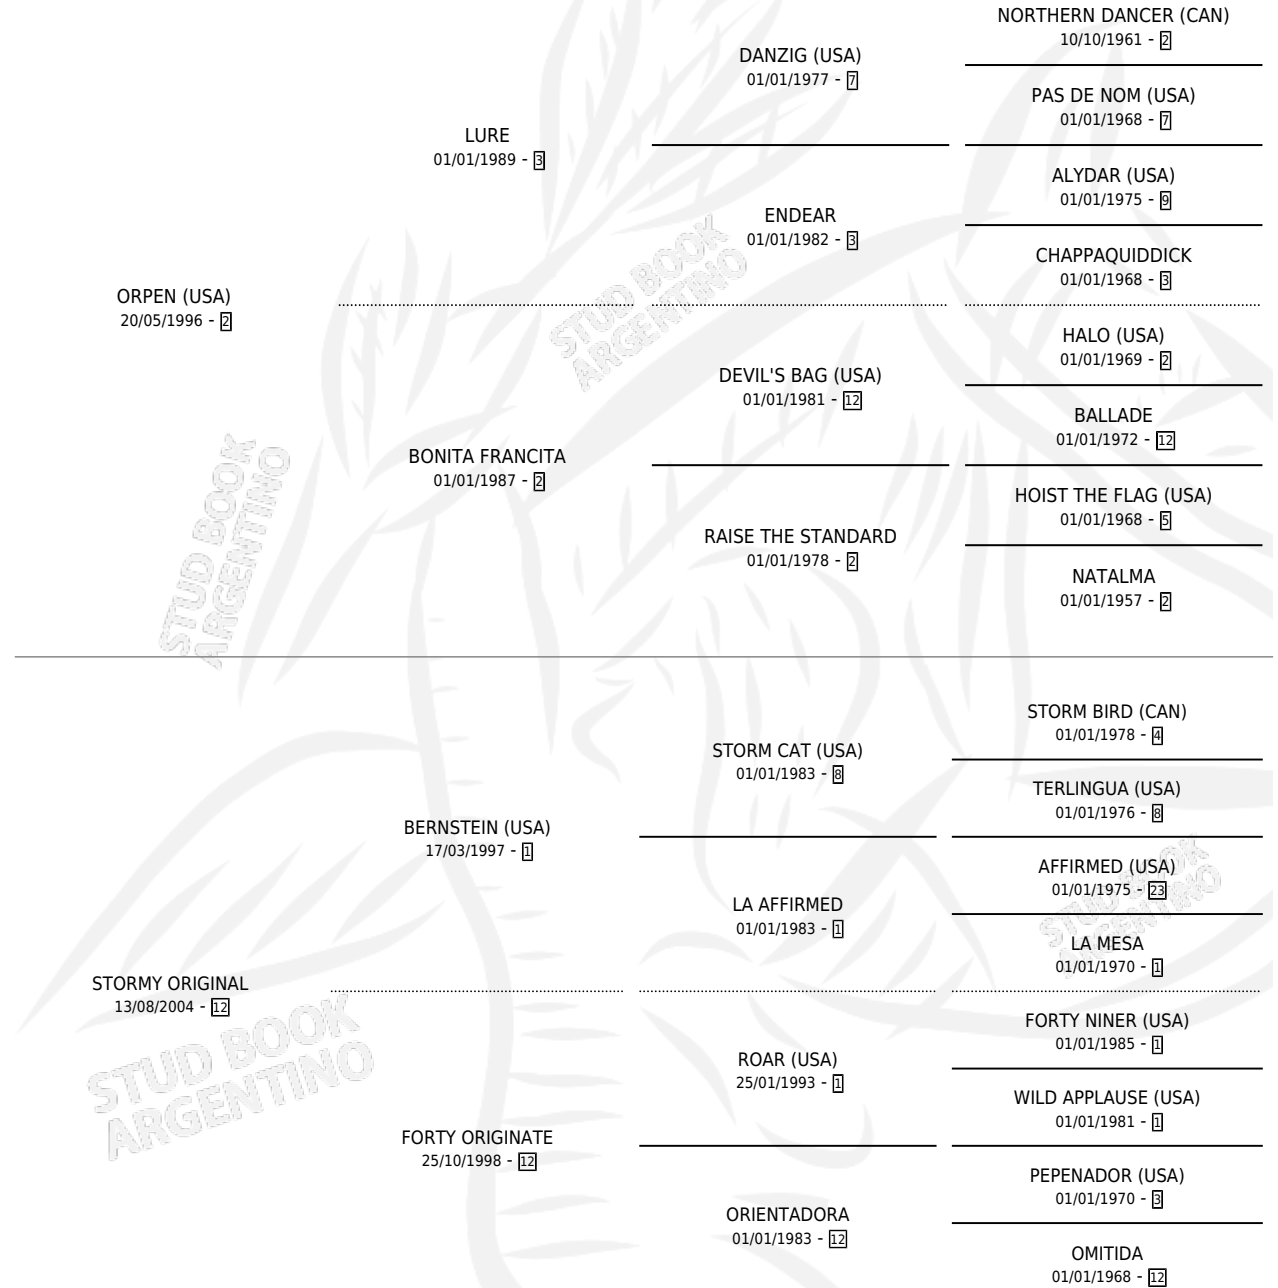 NORTHERN DANCER (CAN)
10/10/1961 - 2
DANZIG (USA)
01/01/1977 - 7
PAS DE NOM (USA)
01/01/1968 - 7
LURE
01/01/1989 - 3
ALYDAR (USA)
01/01/1975 - 9
ENDEAR
01/01/1982 - 3
CHAPPAQUIDDICK
01/01/1968 - 3
ORPEN (USA)
20/05/1996 - 2
STUD BOOK
ARGENTINO
HALO (USA)
01/01/1969 - 2
DEVIL'S BAG (USA)
01/01/1981 - 12
BALLADE
01/01/1972 - 12
BONITA FRANCITA
01/01/1987 - 2
HOIST THE FLAG (USA)
01/01/1968 - 5
RAISE THE STANDARD
01/01/1978 - 2
NATALMA
01/01/1957 - 2
STUD BOOK
ARGENTINO
STORM BIRD (CAN)
01/01/1978 - 4
STORM CAT (USA)
01/01/1983 - 8
TERLINGUA (USA)
01/01/1976 - 8
BERNSTEIN (USA)
17/03/1997 - 1
AFFIRMED (USA)
01/01/1975 - 23
LA AFFIRMED
01/01/1983 - 1
STUD BOOK
ARGENTINO
LA MESA
01/01/1970 - 1
STORMY ORIGINAL
13/08/2004 - 12
FORTY NINER (USA)
01/01/1985 - 1
ROAR (USA)
25/01/1993 - 1
WILD APPLAUSE (USA)
01/01/1981 - 1
STUD BOOK
ARGENTINO
FORTY ORIGINATE
25/10/1998 - 12
PEPENADOR (USA)
01/01/1970 - 3
ORIENTADORA
01/01/1983 - 12
OMITIDA
01/01/1968 - 12